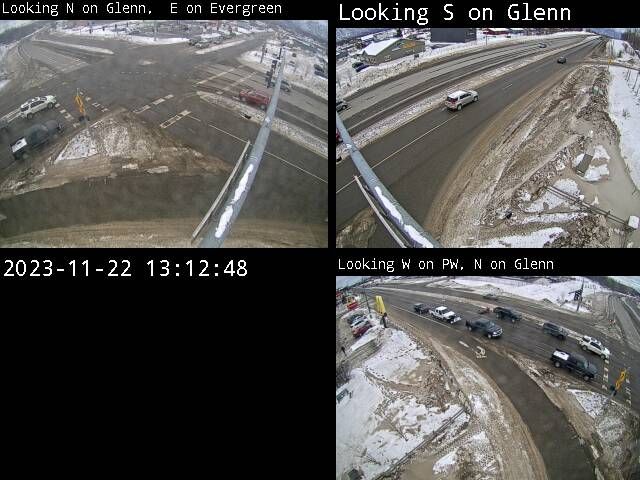 Looking N on Glenn,  E on Evergreen
Looking S on Glenn
2023-11-22 13:12:48
Looking W on PW, N on Glenn